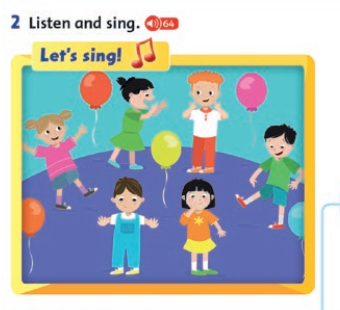 2 Listen and sing. 64
Let's sing!